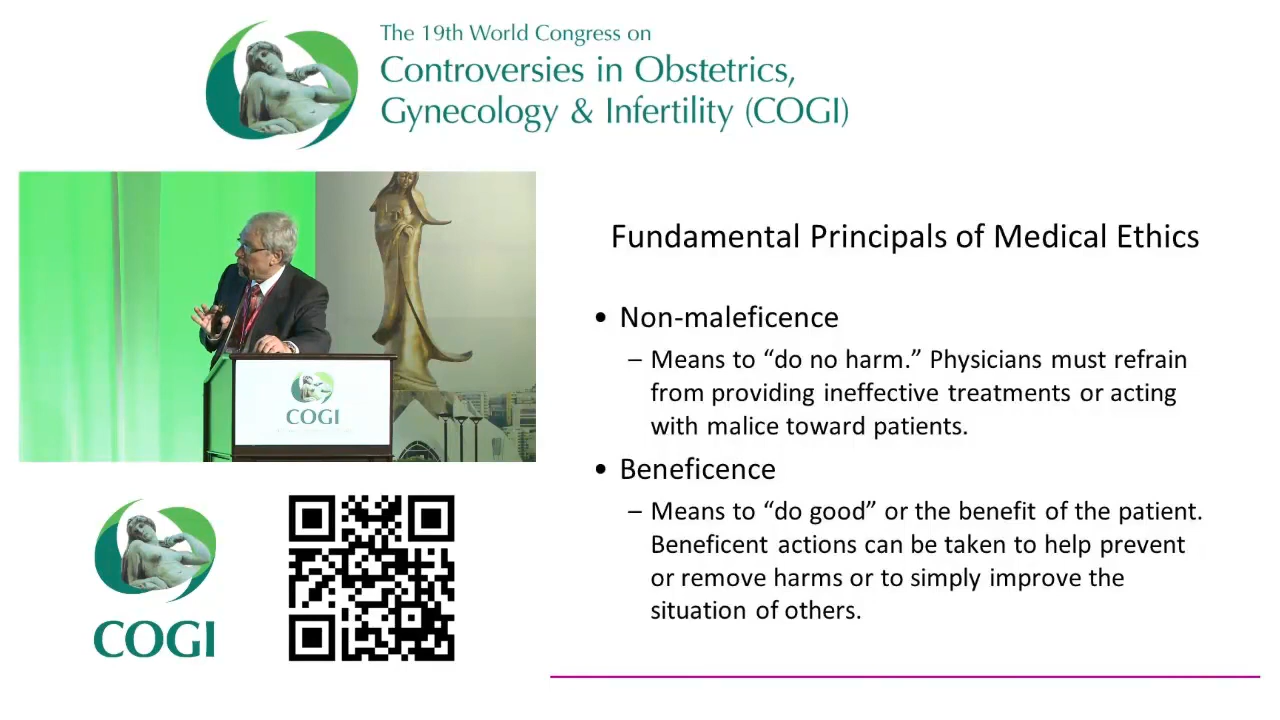 The 19th World Congress on
Controversies in Obstetrics,
Gynecology & Infertility (COGI)
Fundamental Principals of Medical Ethics
• Non-maleficence
– Means to “do no harm.” Physicians must refrain
from providing ineffective treatments or acting
with malice toward patients.
• Beneficence
– Means to “do good” or the benefit of the patient.
Beneficent actions can be taken to help prevent
or remove harms or to simply improve the
situation of others.
COGI
COGI